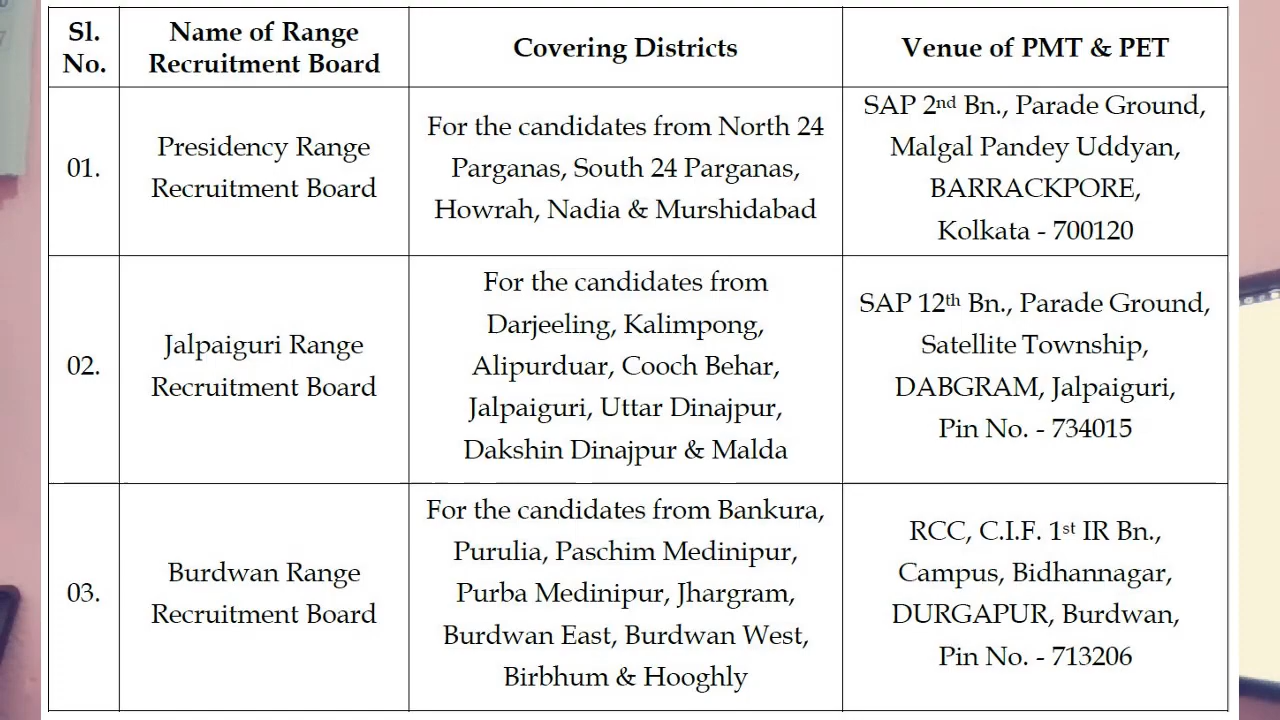 Sl. No.
Name of Range Recruitment Board
Covering Districts
Venue of PMT & PET
01.
Presidency Range
Recruitment Board
For the candidates from North 24
Parganas, South 24 Parganas,
Howrah, Nadia & Murshidabad
SAP 2nd Bn., Parade Ground,
Malgal Pandey Uddyan,
BARRACKPORE,
Kolkata - 700120
02.
Jalpaiguri Range
Recruitment Board
For the candidates from
Darjeeling, Kalimpong,
Alipurduar, Cooch Behar,
Jalpaiguri, Uttar Dinajpur,
Dakshin Dinajpur & Malda
SAP 12th Bn., Parade Ground,
Satellite Township,
DABGRAM, Jalpaiguri,
Pin No. - 734015
03.
Burdwan Range
Recruitment Board
For the candidates from Bankura,
Purulia, Paschim Medinipur,
Purba Medinipur, Jhargram,
Burdwan East, Burdwan West,
Birbhum & Hooghly
RCC, C.I.F. 1st IR Bn.,
Campus, Bidhannagar,
DURGAPUR, Burdwan,
Pin No. - 713206